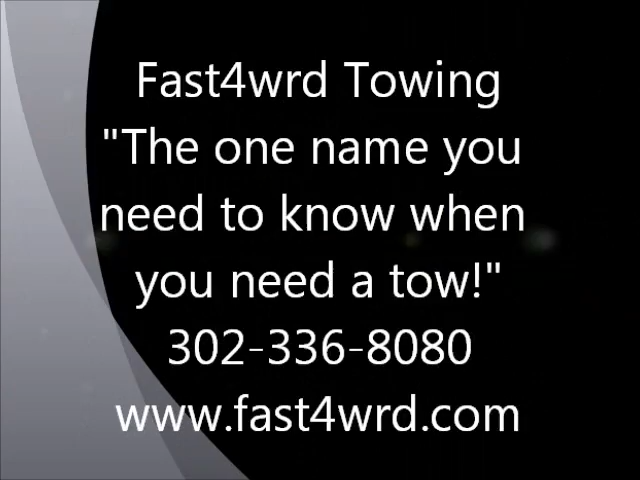 Fast4wrd Towing
"The one name you
need to know when
you need a tow!"
302-336-8080
www.fast4wrd.com